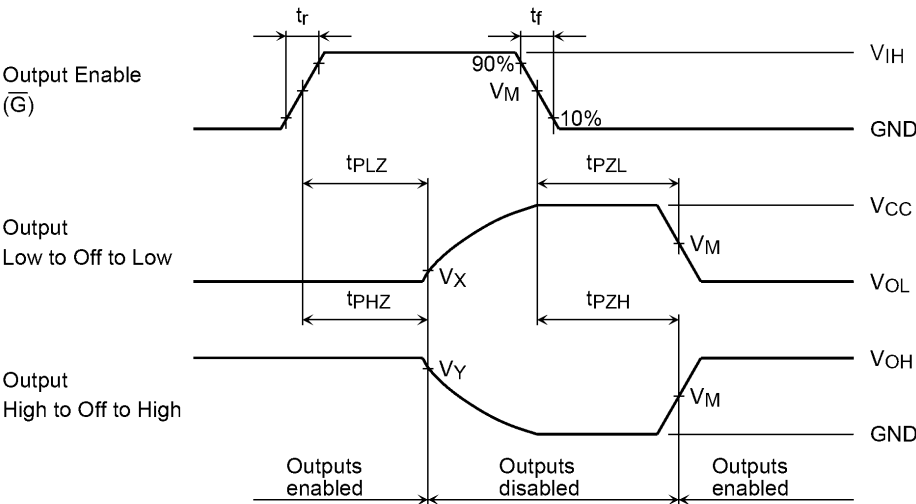 tr
tf
Output Enable
(G̅)
90%
VM
10%
VIH
GND
tPLZ
tPZL
Output
Low to Off to Low
VX
VM
VCC
VOL
tPHZ
tPZH
Output
High to Off to High
VY
VM
VOH
GND
Outputs
enabled
Outputs
disabled
Outputs
enabled